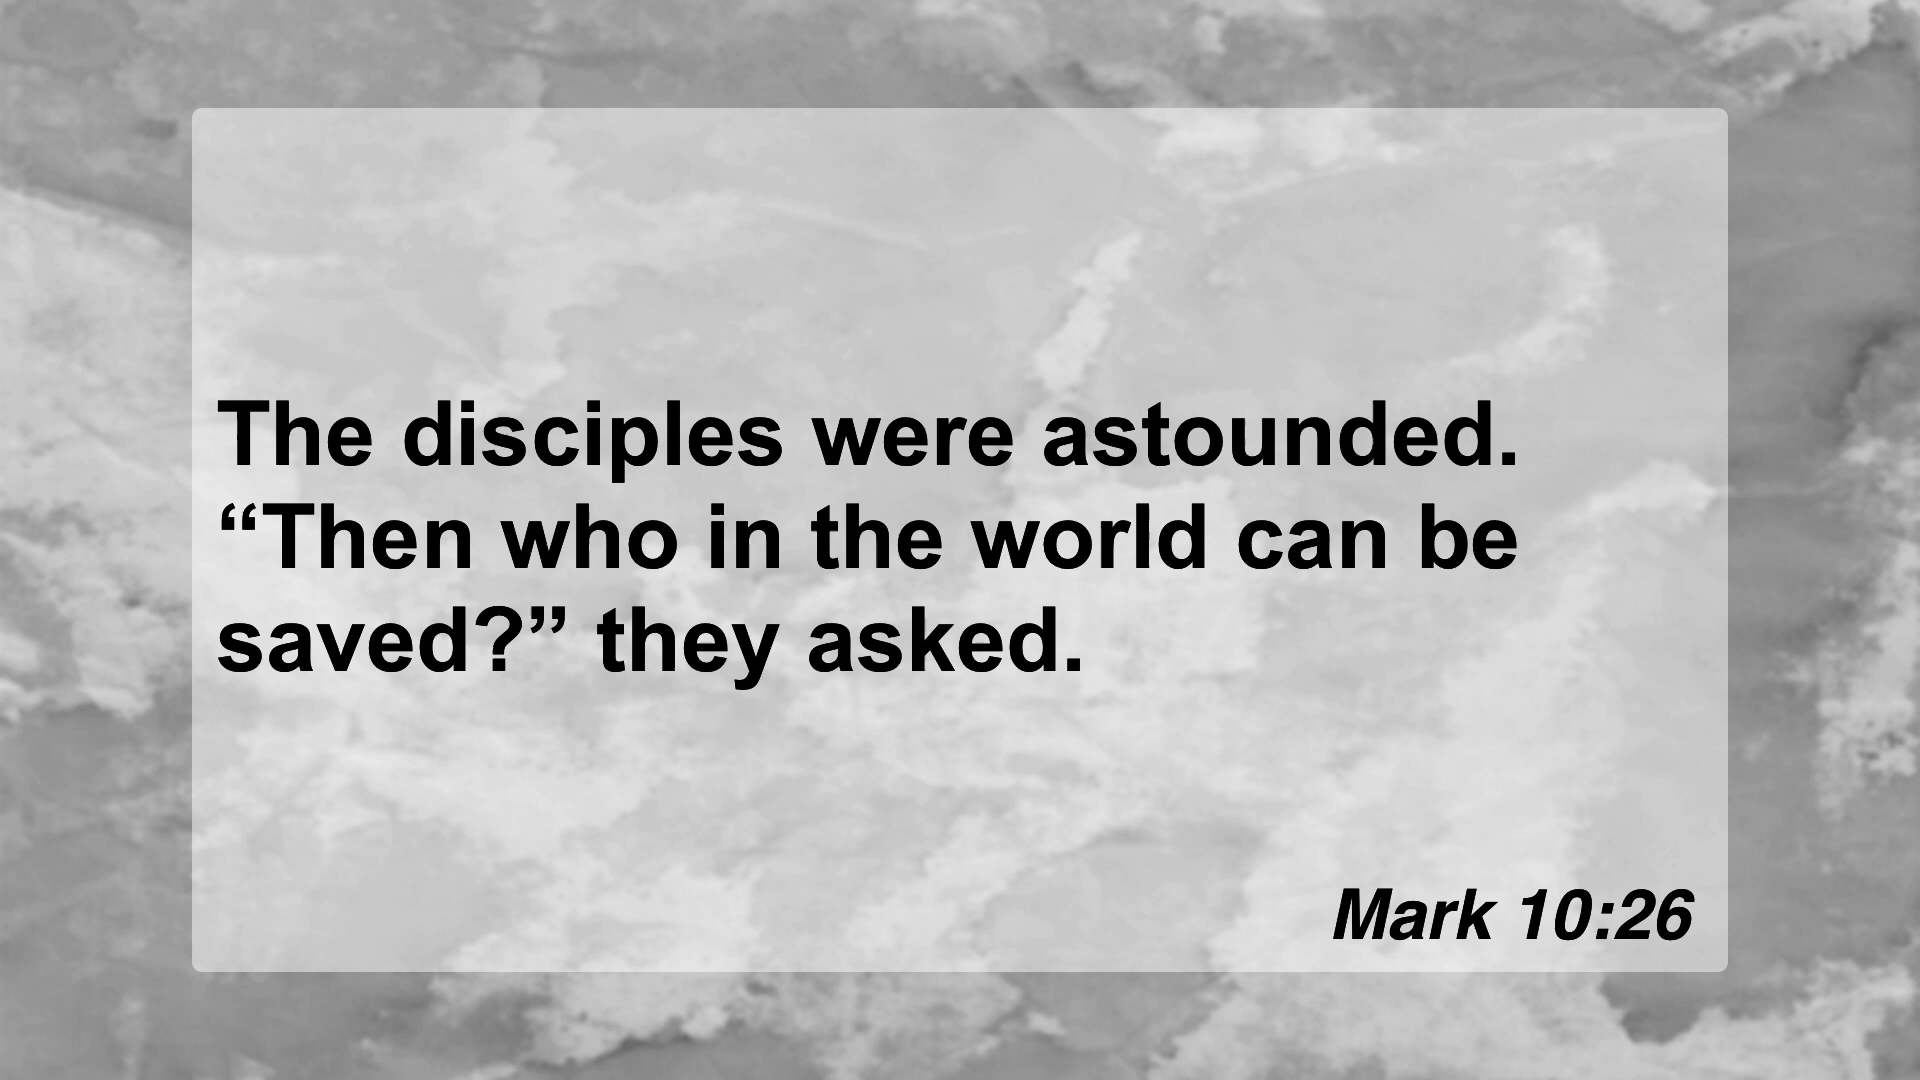 The disciples were astounded.
“Then who in the world can be
saved?” they asked.
Mark 10:26